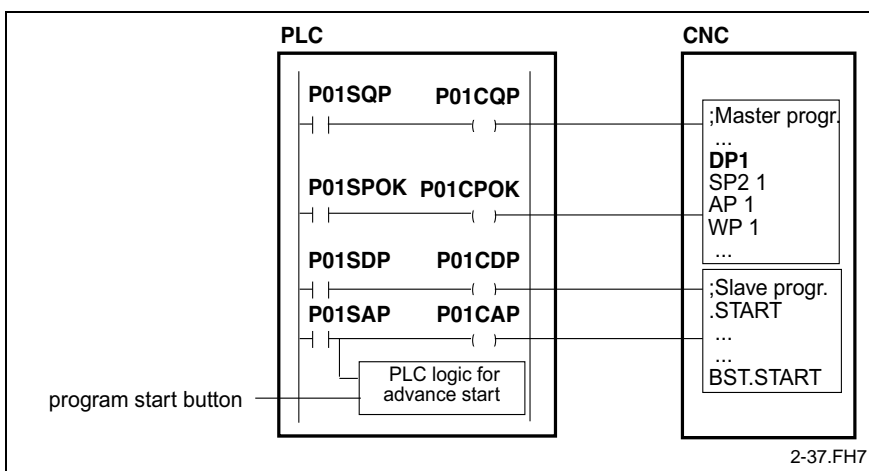 PLC
CNC
P01SQP P01CQP
;Master progr.
...
DP1
SP2 1
AP 1
WP 1
...
P01SPOK P01CPOK
P01SDP P01CDP
;Slave progr.
.START
...
...
BST.START
P01SAP P01CAP
PLC logic for
advance start
program start button
2-37.FH7